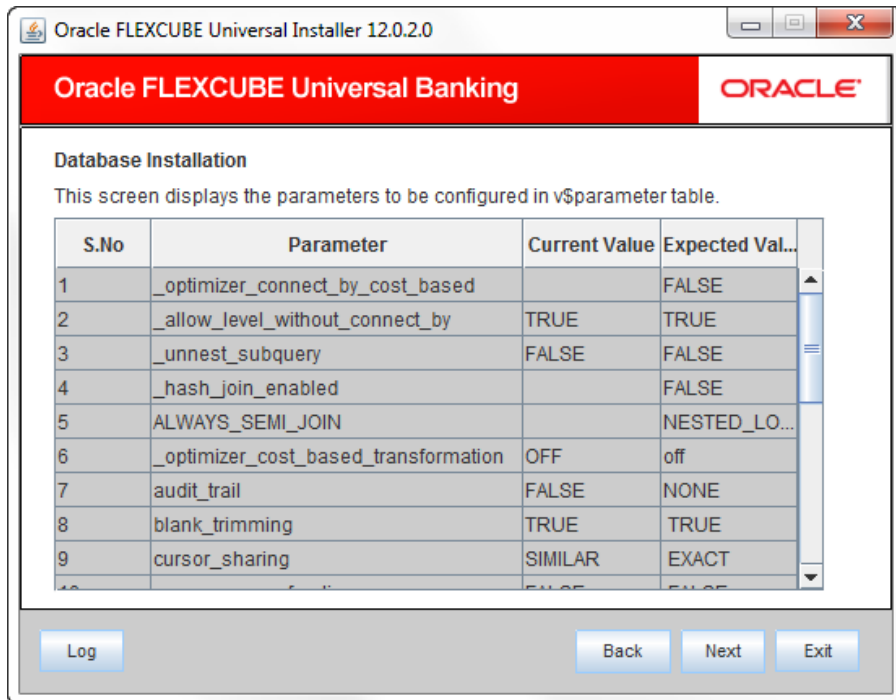 Oracle FLEXCUBE Universal Installer 12.0.2.0
Oracle FLEXCUBE Universal Banking
ORACLE
Database Installation
This screen displays the parameters to be configured in v$parameter table.
S.No Parameter Current Value Expected Val...
1 _optimizer_connect_by_cost_based FALSE
2 _allow_level_without_connect_by TRUE TRUE
3 _unnest_subquery FALSE FALSE
4 _hash_join_enabled FALSE
5 ALWAYS_SEMI_JOIN NESTED_LO...
6 _optimizer_cost_based_transformation OFF off
7 audit_trail FALSE NONE
8 blank_trimming TRUE TRUE
9 cursor_sharing SIMILAR EXACT
Log Back Next Exit